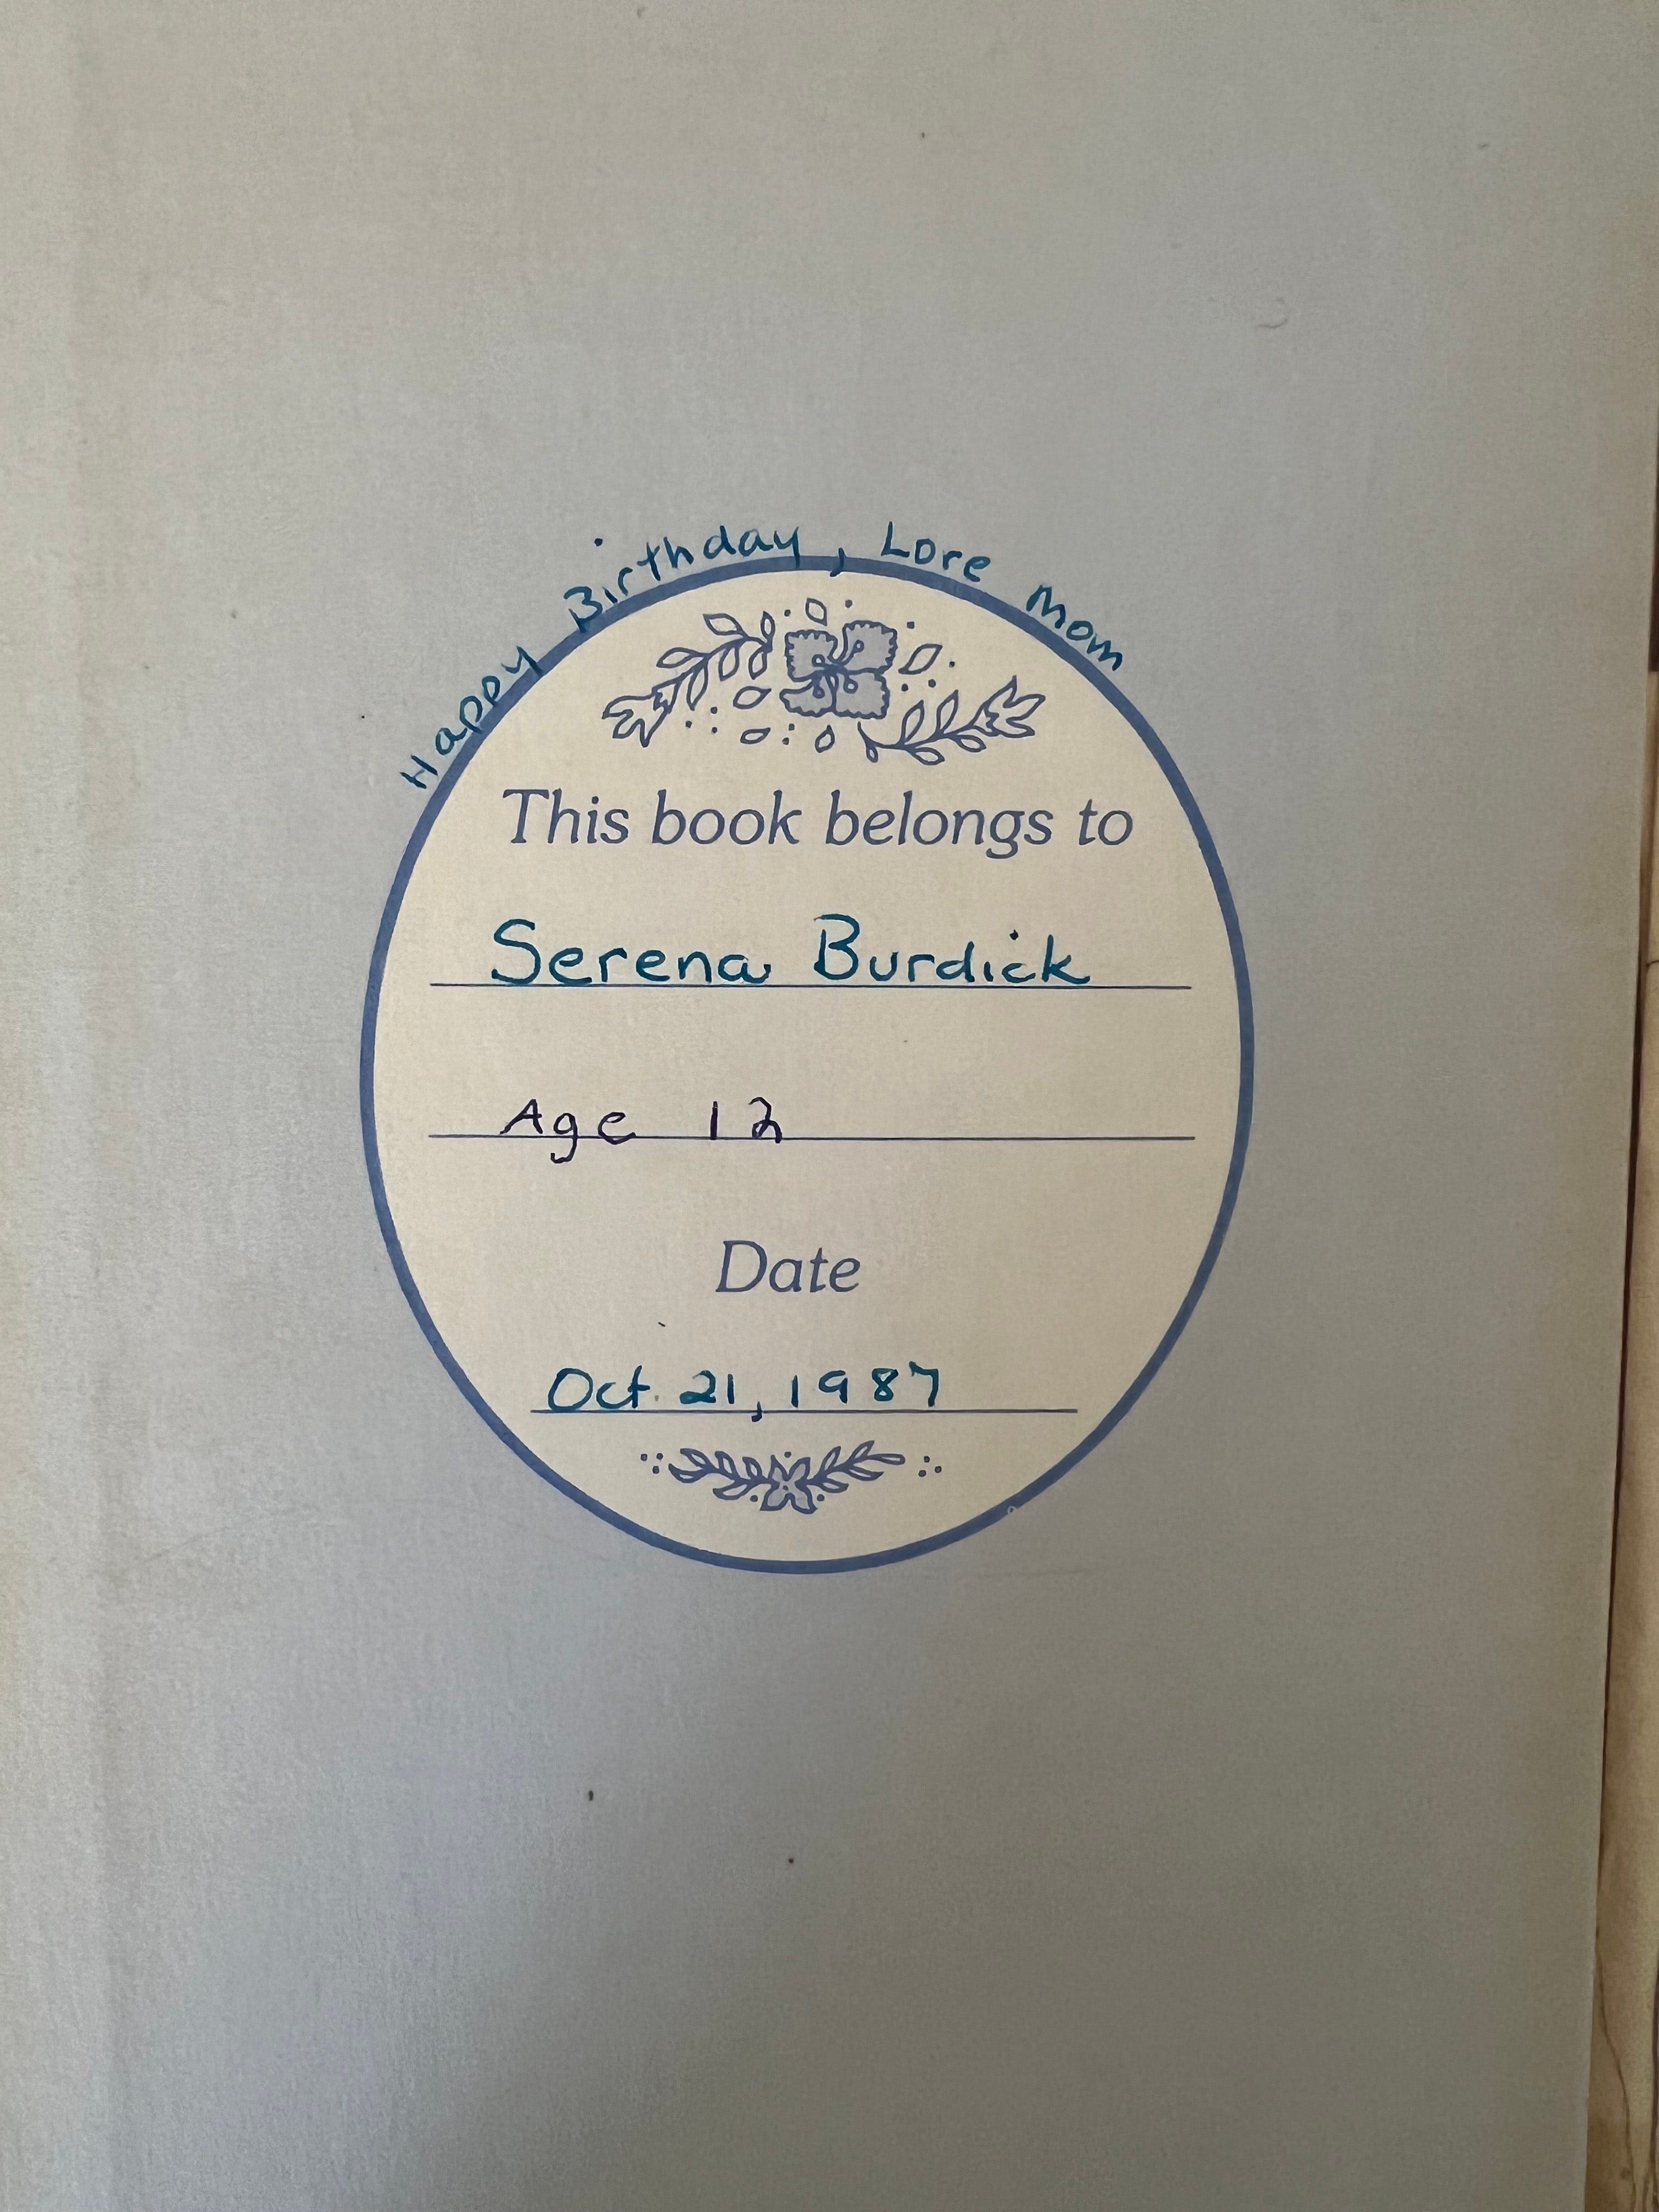 Happy Birthday, Love Mom
This book belongs to
Serena Burdick
Age 12
Date
Oct. 21, 1987